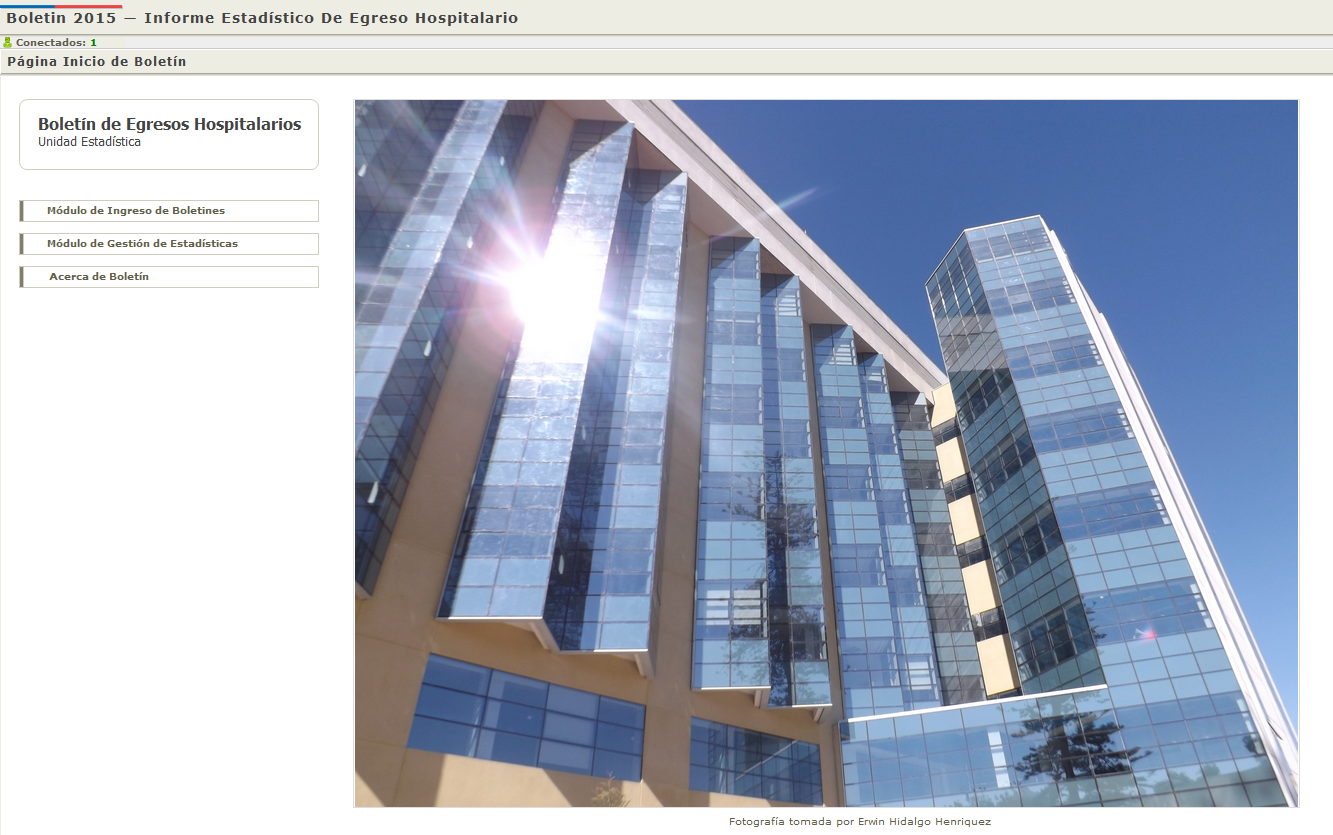 Boletin 2015 — Informe Estadístico De Egreso Hospitalario
Conectados: 1
Página Inicio de Boletín
Boletín de Egresos Hospitalarios
Unidad Estadística
Módulo de Ingreso de Boletines
Módulo de Gestión de Estadísticas
Acerca de Boletín
Fotografía tomada por Erwin Hidalgo Henriquez